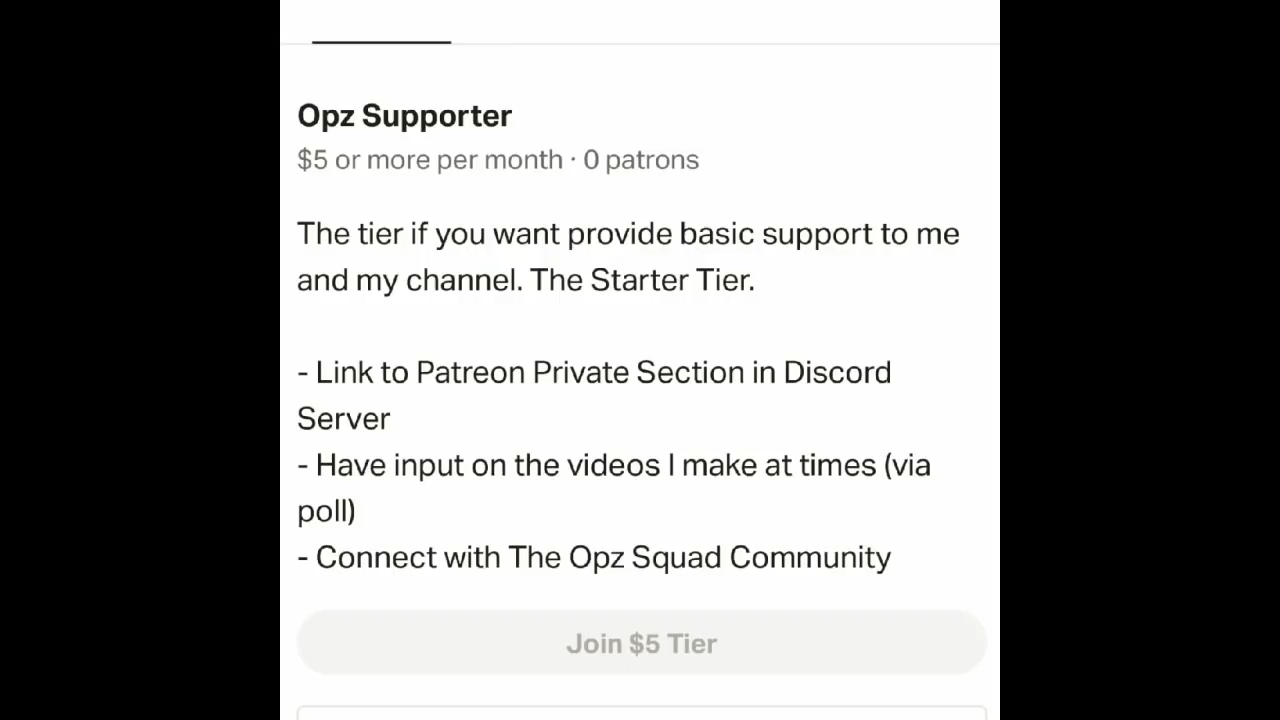 Opz Supporter
$5 or more per month · 0 patrons
The tier if you want provide basic support to me
and my channel. The Starter Tier.
- Link to Patreon Private Section in Discord
Server
- Have input on the videos I make at times (via
poll)
- Connect with The Opz Squad Community
Join $5 Tier